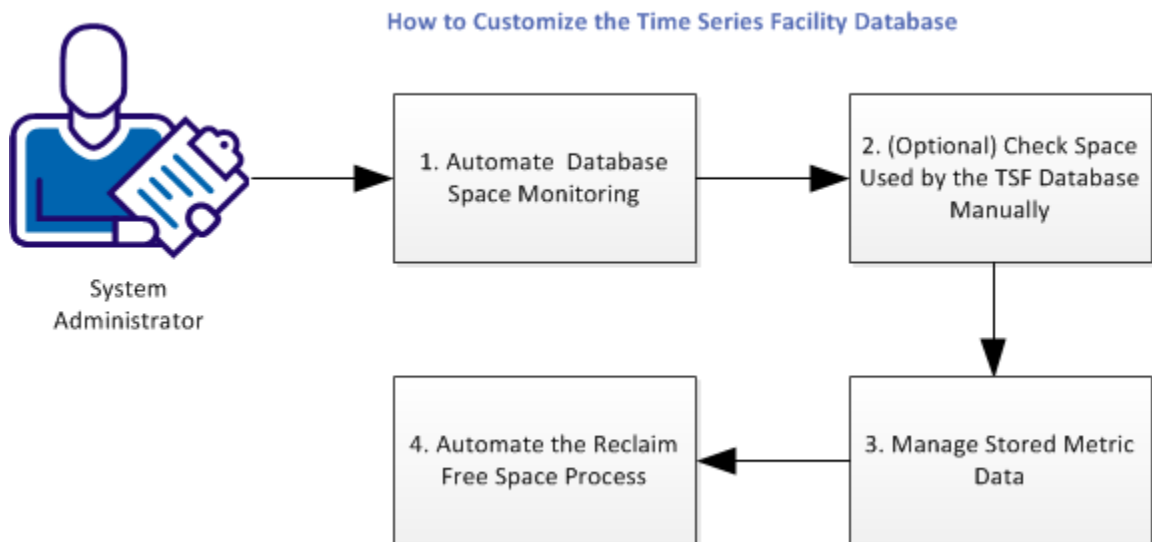 How to Customize the Time Series Facility Database
System
Administrator
1. Automate  Database
Space Monitoring
2. (Optional) Check Space
Used by the TSF Database
Manually
3. Manage Stored Metric
Data
4. Automate the Reclaim
Free Space Process